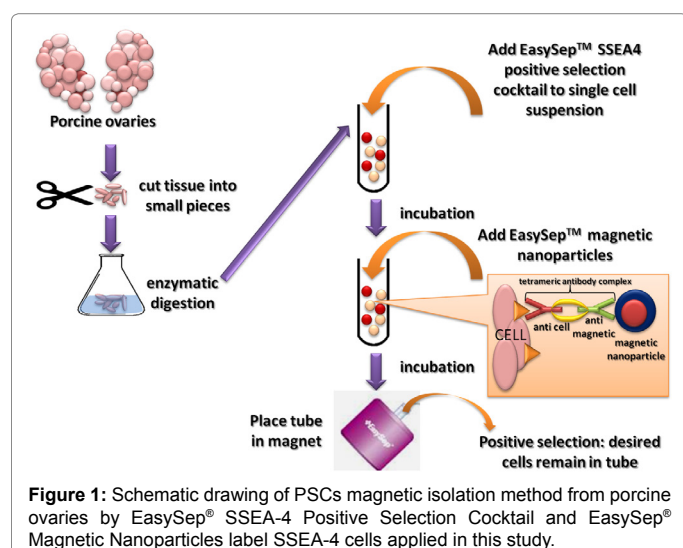 Porcine ovaries
cut tissue into
small pieces
enzymatic
digestion
Add EasySep™ SSEA4
positive selection
cocktail to single cell
suspension
incubation
Add EasySep™ magnetic
nanoparticles
tetrameric antibody complex
CELL
anti cell
anti
magnetic
magnetic
nanoparticle
incubation
Place tube
in magnet
EasySep™
Positive selection: desired
cells remain in tube
Figure 1: Schematic drawing of PSCs magnetic isolation method from porcine
ovaries by EasySep® SSEA-4 Positive Selection Cocktail and EasySep®
Magnetic Nanoparticles label SSEA-4 cells applied in this study.